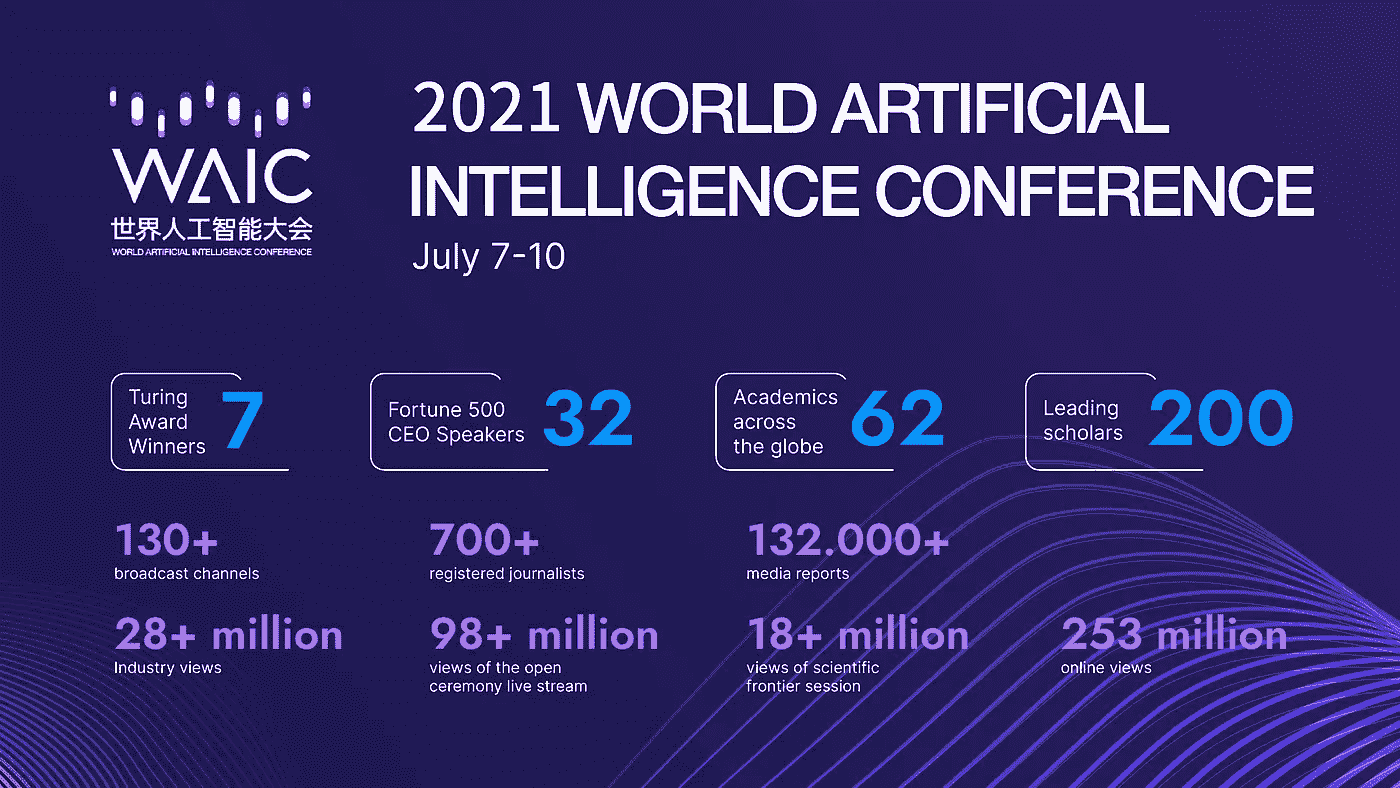 WAIC
世界人工智能大会
WORLD ARTIFICIAL INTELLIGENCE CONFERENCE
2021 WORLD ARTIFICIAL
INTELLIGENCE CONFERENCE
July 7-10
Turing
Award
Winners
7
Fortune 500
CEO Speakers
32
Academics
across
the globe
62
Leading
scholars
200
130+
broadcast channels
700+
registered journalists
132.000+
media reports
28+ million
Industry views
98+ million
views of the open
ceremony live stream
18+ million
views of scientific
frontier session
253 million
online views